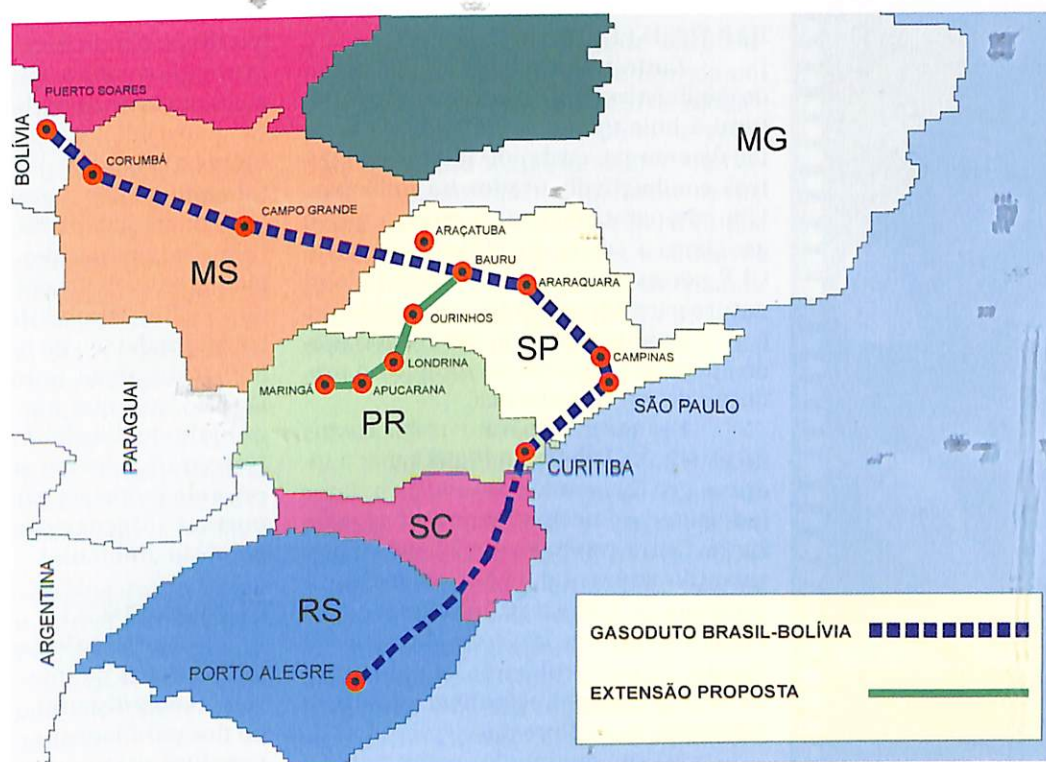 PUERTO SOARES
BOLÍVIA
CORUMBÁ
CAMPO GRANDE
MS
MG
ARAÇATUBA
BAURU
ARARAQUARA
OURINHOS
SP
CAMPINAS
LONDRINA
MARINGÁ
APUCARANA
SÃO PAULO
PR
PARAGUAI
CURITIBA
SC
ARGENTINA
RS
PORTO ALEGRE
GASODUTO BRASIL-BOLÍVIA
EXTENSÃO PROPOSTA